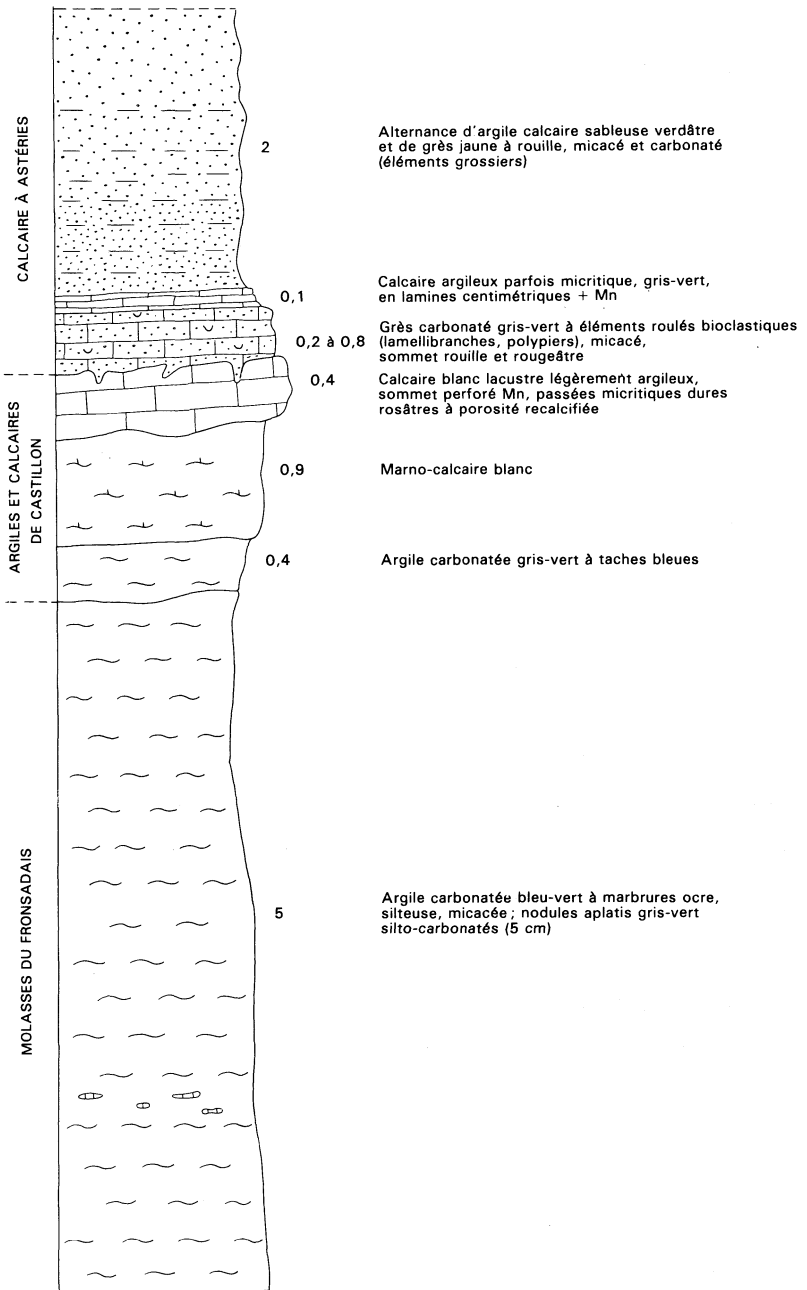 CALCAIRE À ASTÉRIES
2
Alternance d'argile calcaire sableuse verdâtre
et de grès jaune à rouille, micacé et carbonaté
(éléments grossiers)
0,1
Calcaire argileux parfois micritique, gris-vert,
en lamines centimétriques + Mn
0,2 à 0,8
Grès carbonaté gris-vert à éléments roulés bioclastiques
(lamellibranches, polypiers), micacé,
sommet rouille et rougeâtre
ARGILES ET CALCAIRES
DE CASTILLON
0,4
Calcaire blanc lacustre légèrement argileux,
sommet perforé Mn, passées micritiques dures
rosâtres à porosité recalcifiée
0,9
Marno-calcaire blanc
0,4
Argile carbonatée gris-vert à taches bleues
MOLASSES DU FRONSADAIS
5
Argile carbonatée bleu-vert à marbrures ocre,
silteuse, micacée ; nodules aplatis gris-vert
silto-carbonatés (5 cm)